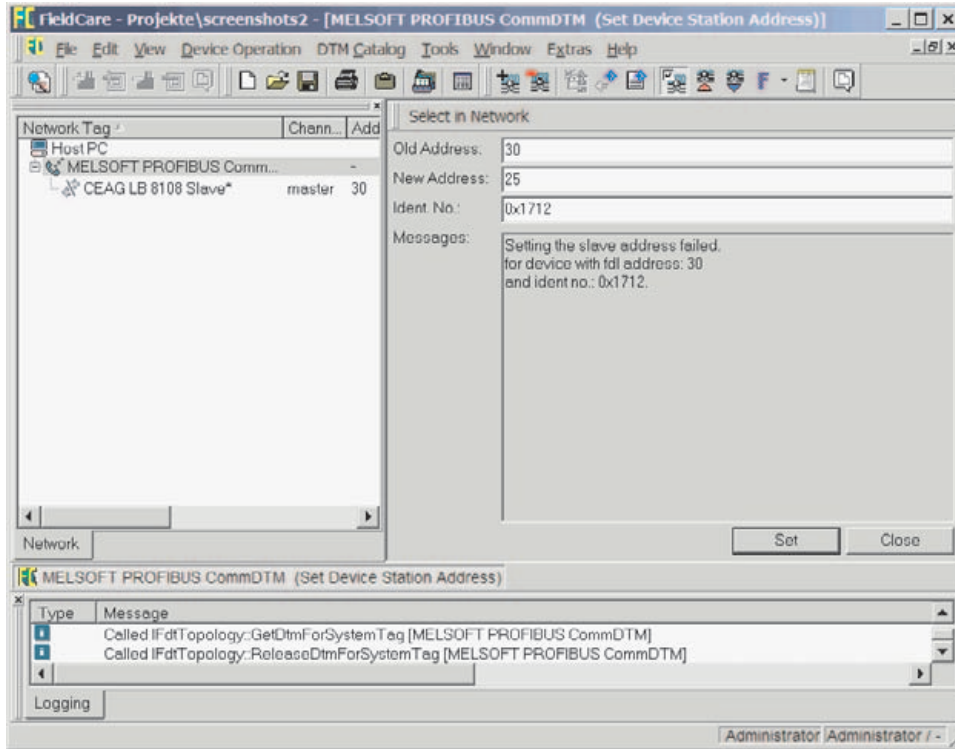 FieldCare - Projekte\screenshots2 - [MELSOFT PROFIBUS CommDTM (Set Device Station Address)]
File Edit View Device Operation DTM Catalog Tools Window Extras Help
Network Tag Chann... Add
Host PC
MELSOFT PROFIBUS Comm... -
CEAG LB 8108 Slave* master 30
Network
Select in Network
Old Address: 30
New Address: 25
Ident. No.: 0x1712
Messages: Setting the slave address failed.
for device with fdl address: 30
and ident no.: 0x1712.
Set Close
MELSOFT PROFIBUS CommDTM (Set Device Station Address)
Type Message
Called IFdtTopology::GetDtmForSystemTag [MELSOFT PROFIBUS CommDTM]
Called IFdtTopology::ReleaseDtmForSystemTag [MELSOFT PROFIBUS CommDTM]
Logging
Administrator Administrator / -